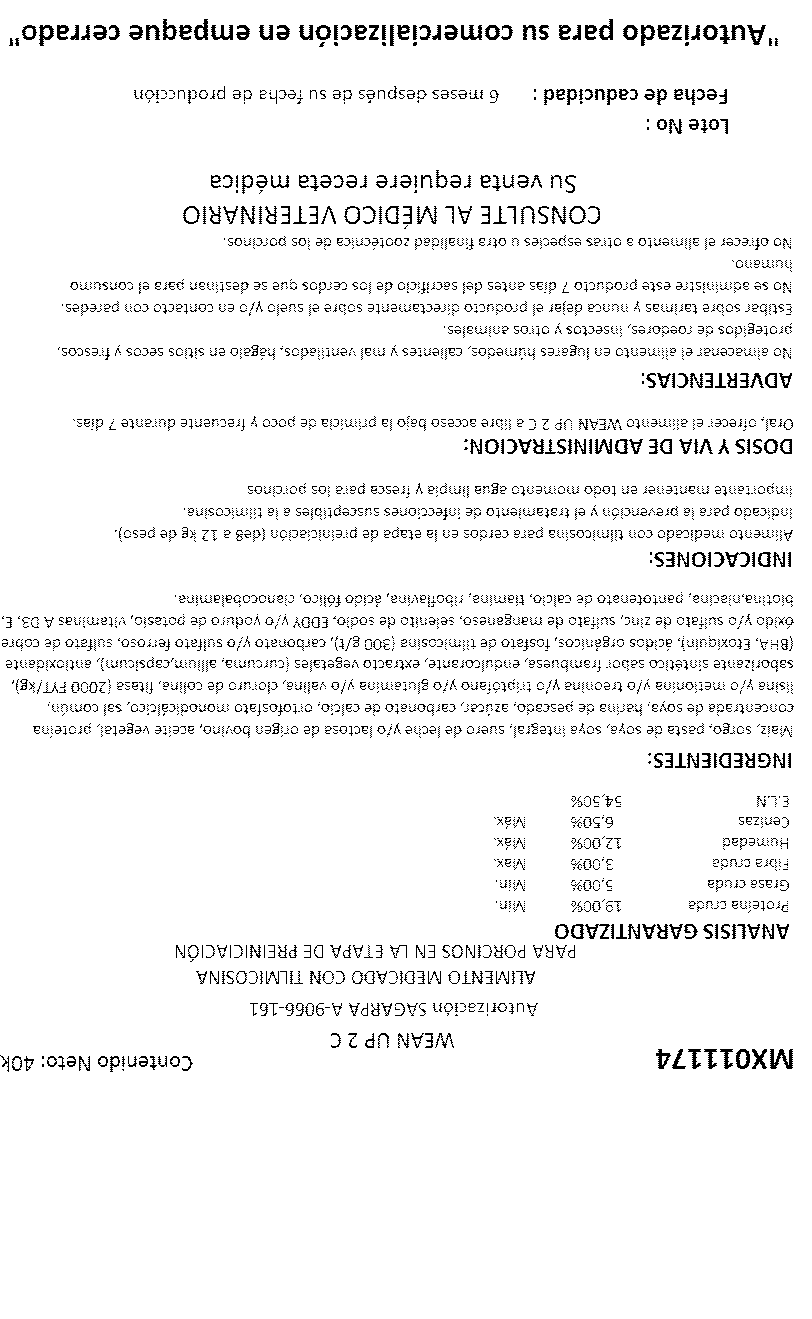 MX011174
Contenido Neto: 40k
WEAN UP 2 C
Autorización SAGARPA A-9066-161
ALIMENTO MEDICADO CON TILMICOSINA
PARA PORCINOS EN LA ETAPA DE PREINICIACIÓN
ANALISIS GARANTIZADO
Proteína cruda 19,00% Min.
Grasa cruda 5,00% Min.
Fibra cruda 3,00% Max.
Humedad 12,00% Máx.
Cenizas 6,50% Máx.
E.L.N 54,50%
INGREDIENTES:
Maíz, sorgo, pasta de soya, soya integral, suero de leche y/o lactosa de origen bovino, aceite vegetal, proteína
concentrada de soya, harina de pescado, azúcar, carbonato de calcio, ortofosfato monodicálcico, sal común,
lisina y/o metionina y/o treonina y/o triptófano y/o glutamina y/o valina, cloruro de colina, fitasa (2000 FYT/kg),
saborizante sintético sabor frambuesa, endulcorante, extracto vegetales (curcuma, allium,capsicum), antioxidante
(BHA, Etoxiquin), ácidos orgánicos, fosfato de tilmicosina (300 g/t), carbonato y/o sulfato ferroso, sulfato de cobre
óxido y/o sulfato de zinc, sulfato de manganeso, selenito de sodio, EDDY y/o yoduro de potasio, vitaminas A D3, E,
biotina,niacina, pantotenato de calcio, tiamina, riboflavina, ácido fólico, cianocobalamina.
INDICACIONES:
Alimento medicado con tilmicosina para cerdos en la etapa de preiniciación (de8 a 12 kg de peso).
Indicado para la prevención y el tratamiento de infecciones susceptibles a la tilmicosina.
Importante mantener en todo momento agua limpia y fresca para los porcinos
DOSIS Y VIA DE ADMINISTRACION:
Oral, ofrecer el alimento WEAN UP 2 C a libre acceso bajo la primicia de poco y frecuente durante 7 días.
ADVERTENCIAS:
No almacenar el alimento en lugares húmedos, calientes y mal ventilados, hágalo en sitios secos y frescos,
protegidos de roedores, insectos y otros animales.
Estibar sobre tarimas y nunca dejar el producto directamente sobre el suelo y/o en contacto con paredes.
No se administre este producto 7 días antes del sacrificio de los cerdos que se destinan para el consumo
humano.
No ofrecer el alimento a otras especies u otra finalidad zootécnica de los porcinos.
CONSULTE AL MÉDICO VETERINARIO
Su venta requiere receta médica
Lote No :
Fecha de caducidad : 6 meses después de su fecha de producción
"Autorizado para su comercialización en empaque cerrado"